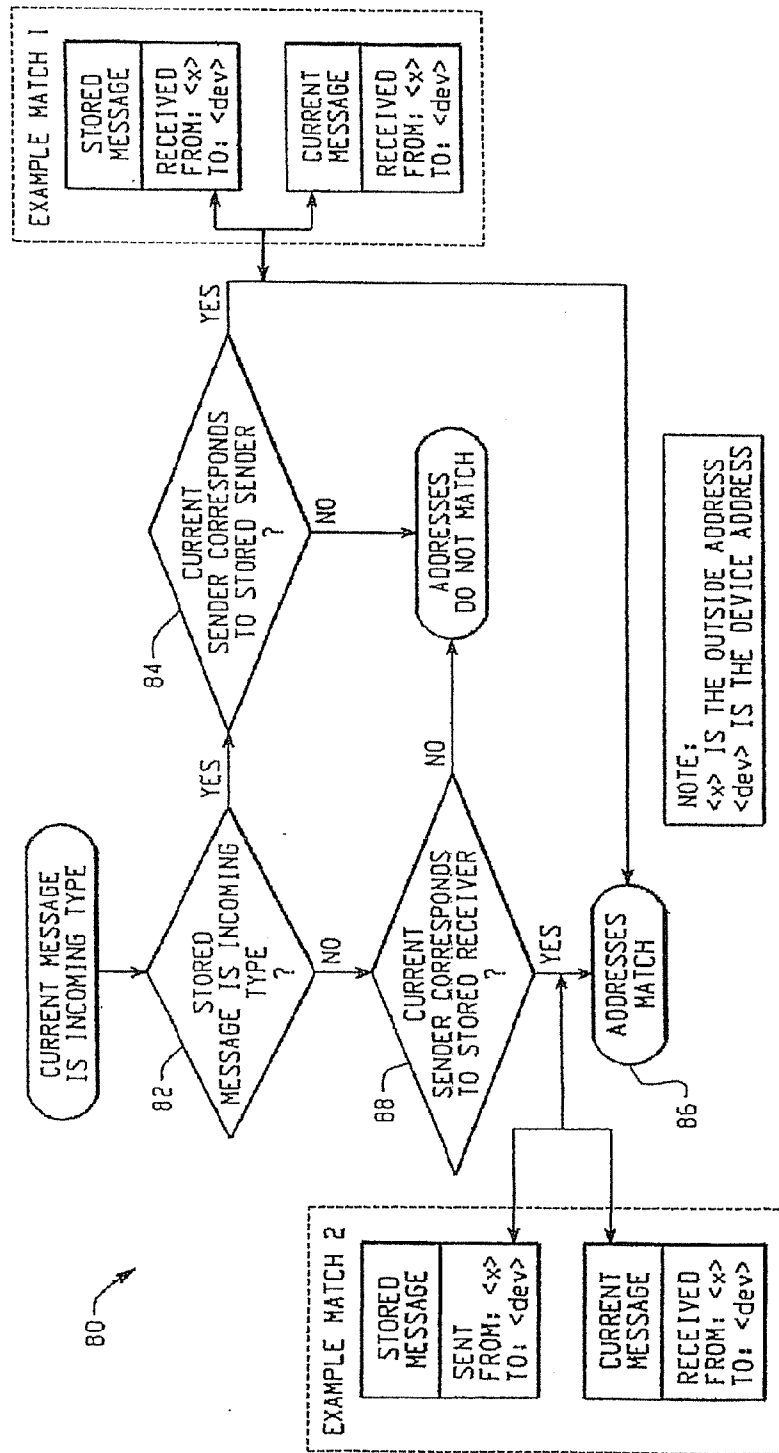 80
CURRENT MESSAGE
IS INCOMING TYPE
82
STORED
MESSAGE IS INCOMING
TYPE
?
YES
NO
84
CURRENT
SENDER CORRESPONDS
TO STORED SENDER
?
YES
NO
88
CURRENT
SENDER CORRESPONDS
TO STORED RECEIVER
?
NO
YES
ADDRESSES
DO NOT MATCH
ADDRESSES
MATCH
86
EXAMPLE MATCH 1
STORED
MESSAGE
RECEIVED
FROM: <x>
TO: <dev>
CURRENT
MESSAGE
RECEIVED
FROM: <x>
TO: <dev>
EXAMPLE MATCH 2
STORED
MESSAGE
SENT
FROM: <x>
TO: <dev>
CURRENT
MESSAGE
RECEIVED
FROM: <x>
TO: <dev>
NOTE:
<x> IS THE OUTSIDE ADDRESS
<dev> IS THE DEVICE ADDRESS